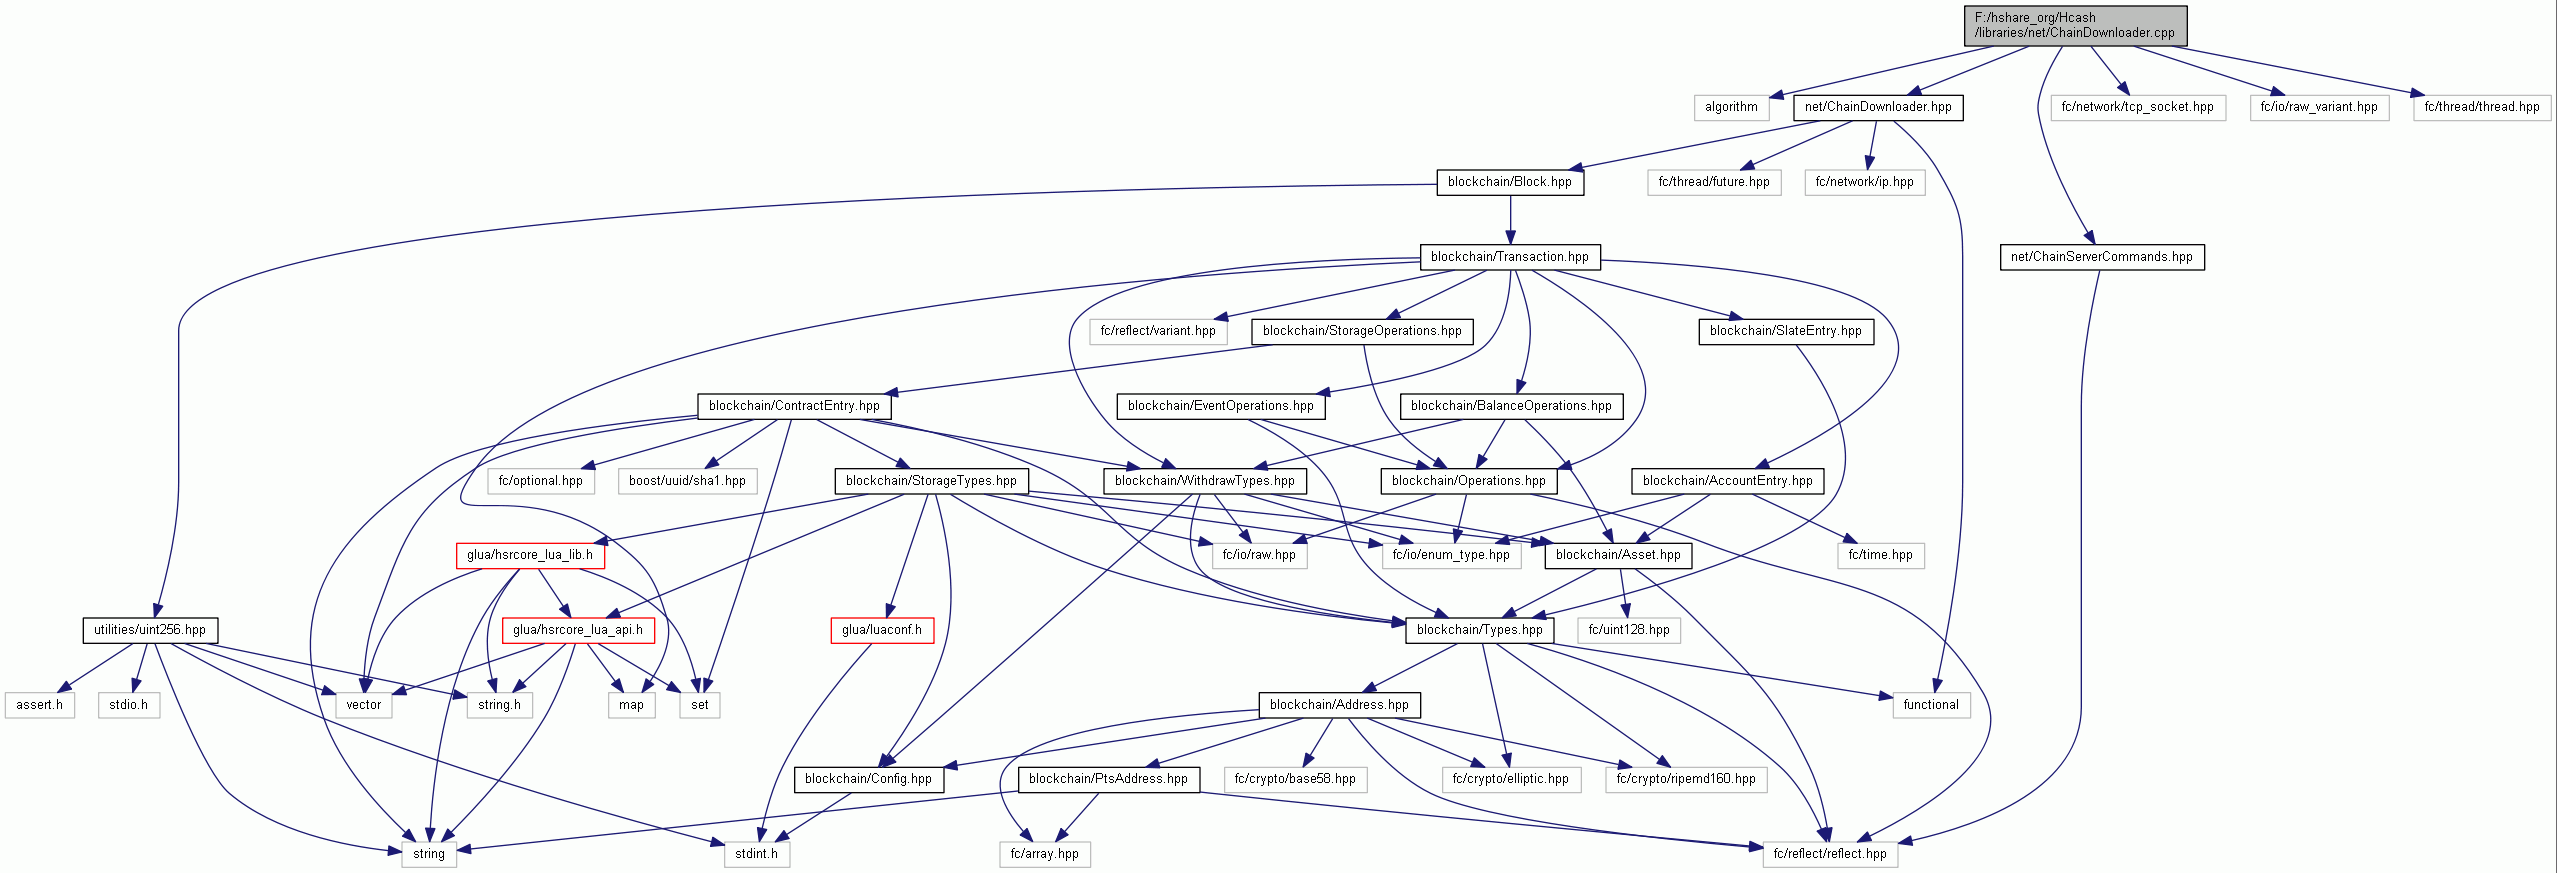 F:/hshare_org/Hcash
/libraries/net/ChainDownloader.cpp
algorithm
net/ChainDownloader.hpp
fc/network/tcp_socket.hpp
fc/io/raw_variant.hpp
fc/thread/thread.hpp
blockchain/Block.hpp
fc/thread/future.hpp
fc/network/ip.hpp
blockchain/Transaction.hpp
net/ChainServerCommands.hpp
fc/reflect/variant.hpp
blockchain/StorageOperations.hpp
blockchain/SlateEntry.hpp
blockchain/ContractEntry.hpp
blockchain/EventOperations.hpp
blockchain/BalanceOperations.hpp
fc/optional.hpp
boost/uuid/sha1.hpp
blockchain/StorageTypes.hpp
blockchain/WithdrawTypes.hpp
blockchain/Operations.hpp
blockchain/AccountEntry.hpp
glua/hsrcore_lua_lib.h
fc/io/raw.hpp
fc/io/enum_type.hpp
blockchain/Asset.hpp
fc/time.hpp
utilities/uint256.hpp
glua/hsrcore_lua_api.h
glua/luaconf.h
blockchain/Types.hpp
fc/uint128.hpp
assert.h
stdio.h
vector
string.h
map
set
blockchain/Address.hpp
functional
blockchain/Config.hpp
blockchain/PtsAddress.hpp
fc/crypto/base58.hpp
fc/crypto/elliptic.hpp
fc/crypto/ripemd160.hpp
string
stdint.h
fc/array.hpp
fc/reflect/reflect.hpp